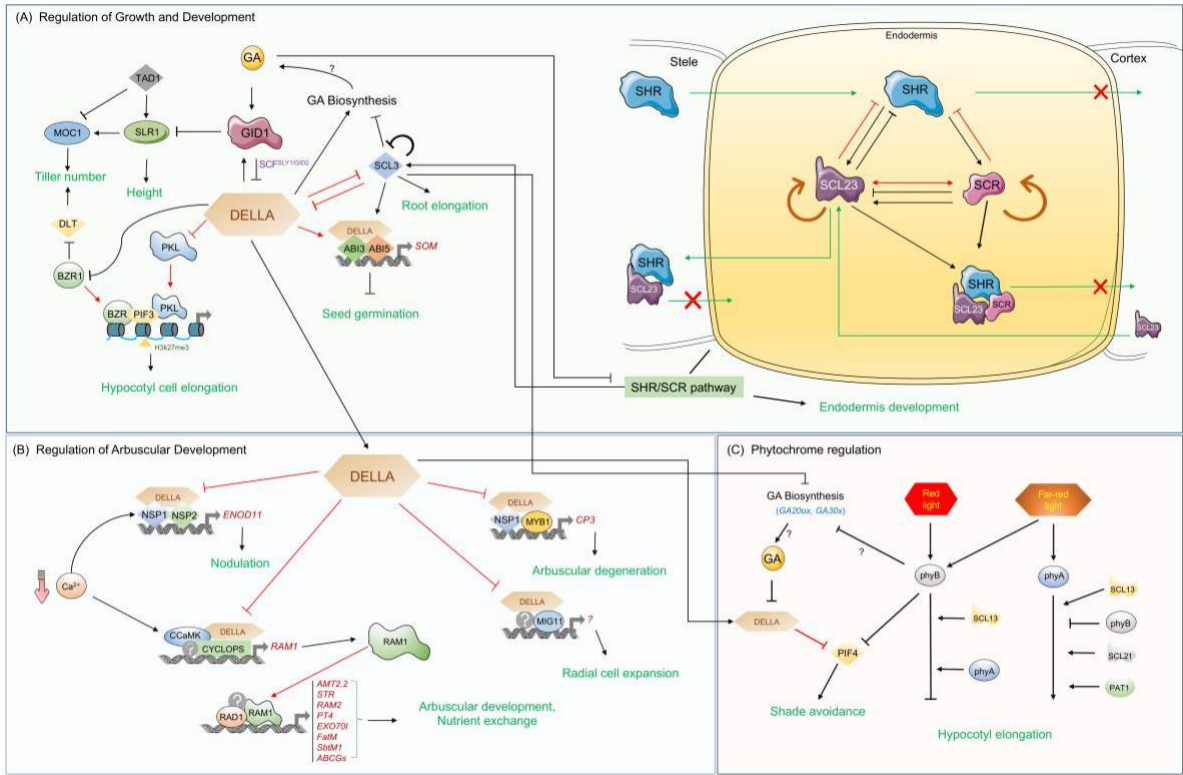 (A) Regulation of Growth and Development
GA
?
TAD1
GA Biosynthesis
MOC1
SLR1
GID1
SCF^SLY1/GID2
SCL3
Tiller number
Height
Root elongation
DLT
DELLA
PKL
DELLA
ABI3 ABI5
SOM
BZR1
BZR PIF3 PKL
H3k27me3
Seed germination
Hypocotyl cell elongation
Endodermis
Stele
Cortex
SHR
SHR
SCL23
SCR
SHR
SCL23
SHR
SCL23 SCR
SCL23
SHR/SCR pathway
Endodermis development
(B) Regulation of Arbuscular Development
DELLA
DELLA
NSP1 NSP2
ENOD11
Nodulation
DELLA
NSP1 MYB1
CP3
Arbuscular degeneration
Ca2+
CCaMK DELLA
? CYCLOPS
RAM1
RAM1
DELLA
? MIG11
?
Radial cell expansion
?
RAD1 RAM1
AMT2.2
STR
RAM2
PT4
EXO70I
FatM
SbtM1
ABCGs
Arbuscular development,
Nutrient exchange
(C) Phytochrome regulation
GA Biosynthesis
(GA20ox, GA30x)
?
GA
DELLA
PIF4
Shade avoidance
Red
light
Far-red
light
?
phyB
phyA
SCL13
phyA
SCL13
phyB
SCL21
PAT1
Hypocotyl elongation